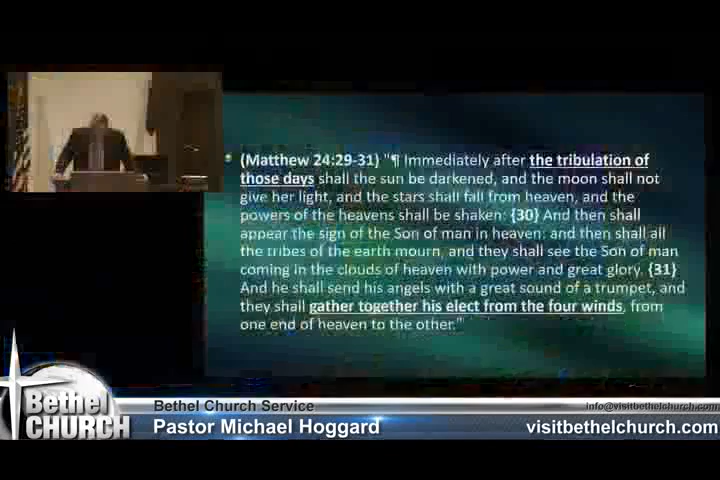 (Matthew 24:29-31) "¶ Immediately after the tribulation of
those days shall the sun be darkened, and the moon shall not
give her light, and the stars shall fall from heaven, and the
powers of the heavens shall be shaken: {30} And then shall
appear the sign of the Son of man in heaven: and then shall all
the tribes of the earth mourn, and they shall see the Son of man
coming in the clouds of heaven with power and great glory. {31}
And he shall send his angels with a great sound of a trumpet, and
they shall gather together his elect from the four winds, from
one end of heaven to the other."
Bethel
CHURCH
Bethel Church Service
info@visitbethelchurch.com
Pastor Michael Hoggard
visitbethelchurch.com